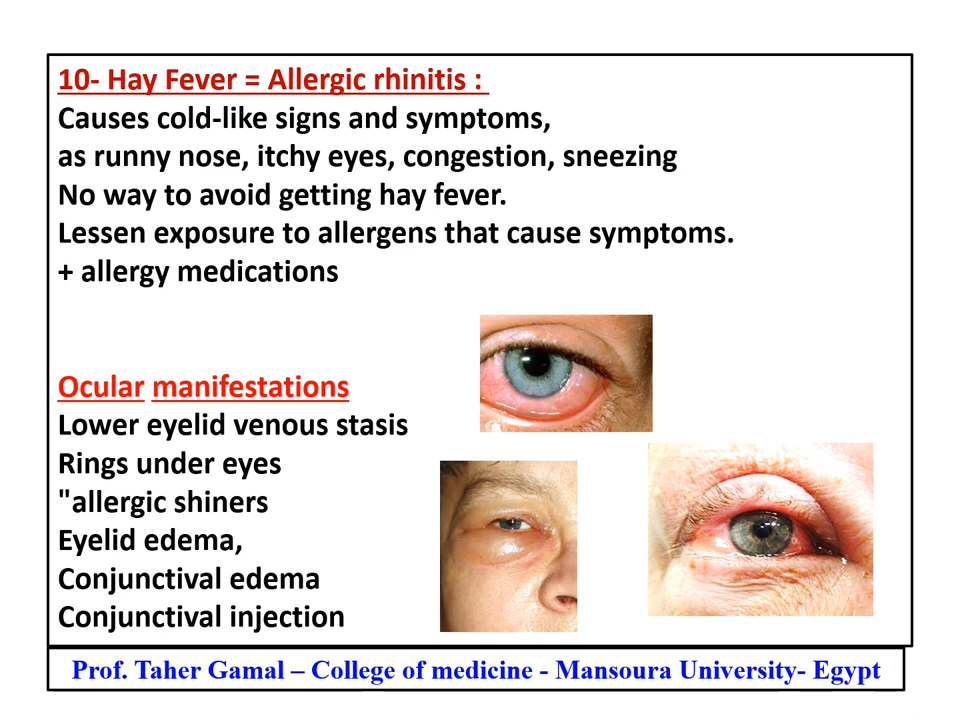 10- Hay Fever = Allergic rhinitis :
Causes cold-like signs and symptoms,
as runny nose, itchy eyes, congestion, sneezing
No way to avoid getting hay fever.
Lessen exposure to allergens that cause symptoms.
+ allergy medications
Ocular manifestations
Lower eyelid venous stasis
Rings under eyes
"allergic shiners
Eyelid edema,
Conjunctival edema
Conjunctival injection
Prof. Taher Gamal – College of medicine - Mansoura University- Egypt